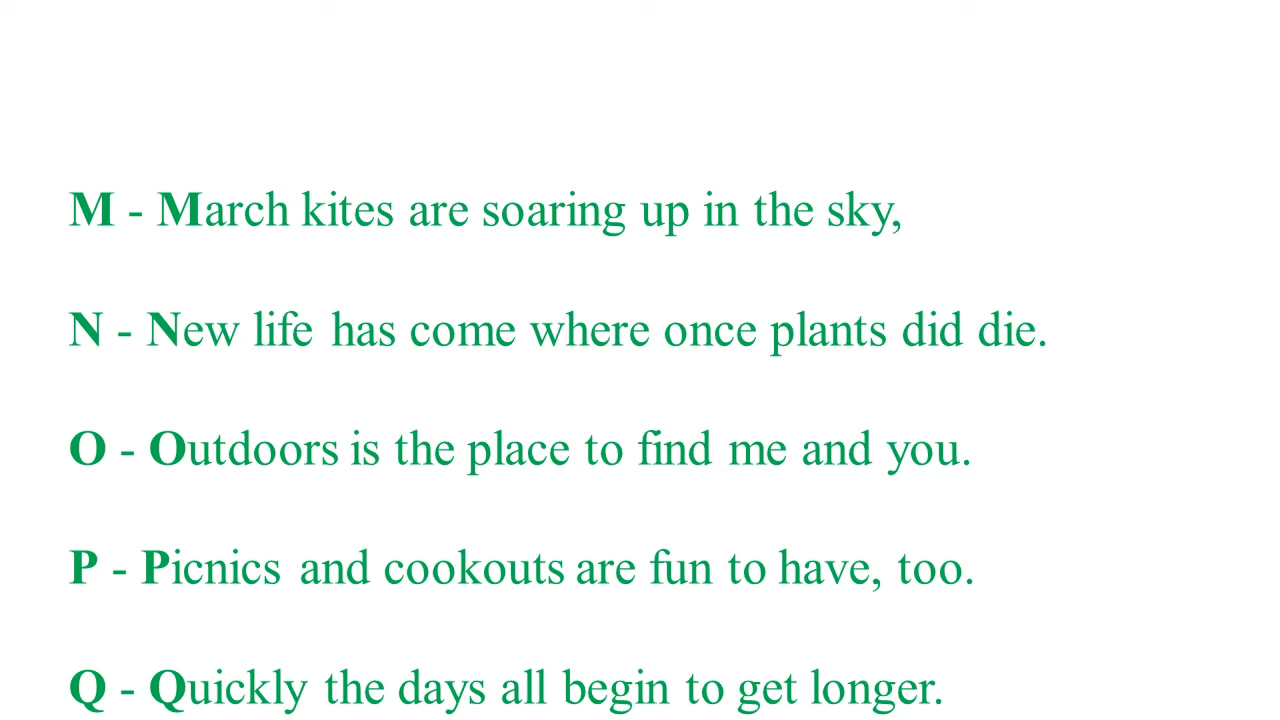 M - March kites are soaring up in the sky,
N - New life has come where once plants did die.
O - Outdoors is the place to find me and you.
P - Picnics and cookouts are fun to have, too.
Q - Quickly the days all begin to get longer.